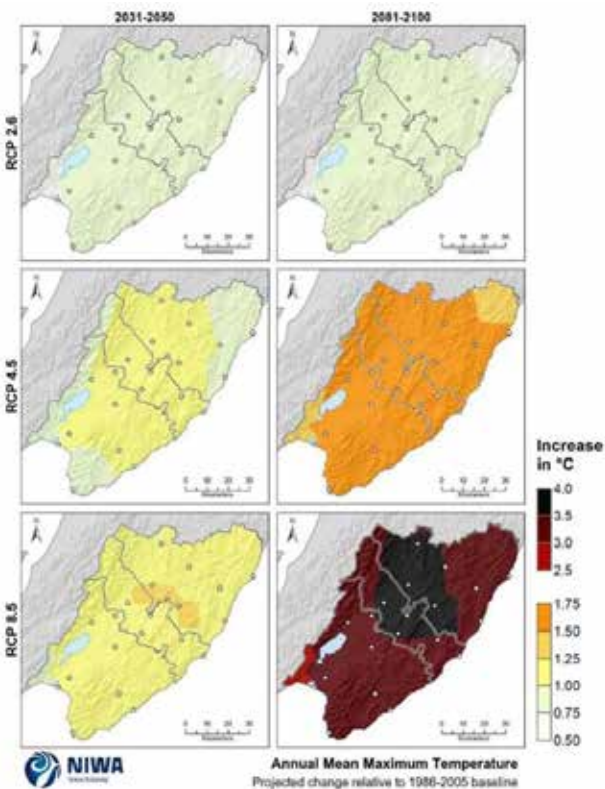 2031-2050 2081-2100
RCP 2.6
RCP 4.5
RCP 8.5
Increase
in °C
4.0
3.5
3.0
2.5
1.75
1.50
1.25
1.00
0.75
0.50
NIWA
Annual Mean Maximum Temperature
Projected change relative to 1986-2005 baseline